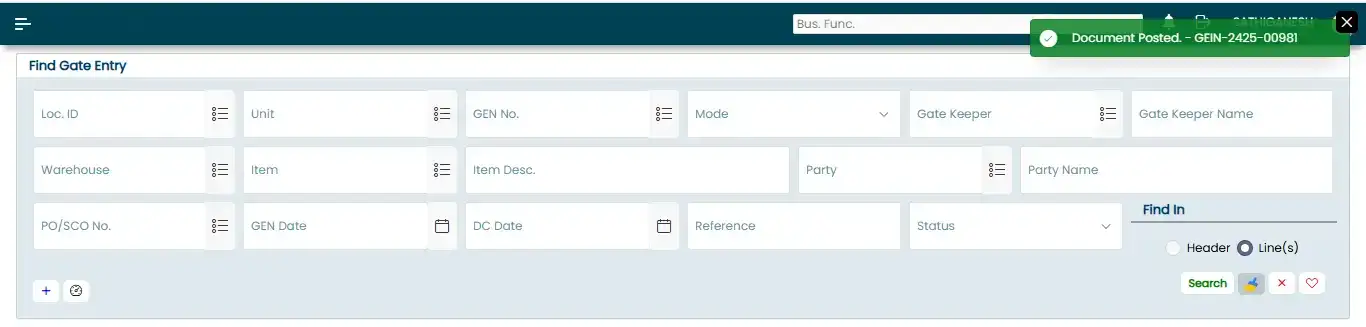 Bus. Func.
Document Posted. - GEIN-2425-00981
Find Gate Entry
Loc. ID
Unit
GEN No.
Mode
Gate Keeper
Gate Keeper Name
Warehouse
Item
Item Desc.
Party
Party Name
PO/SCO No.
GEN Date
DC Date
Reference
Status
Find In
Header
Line(s)
Search